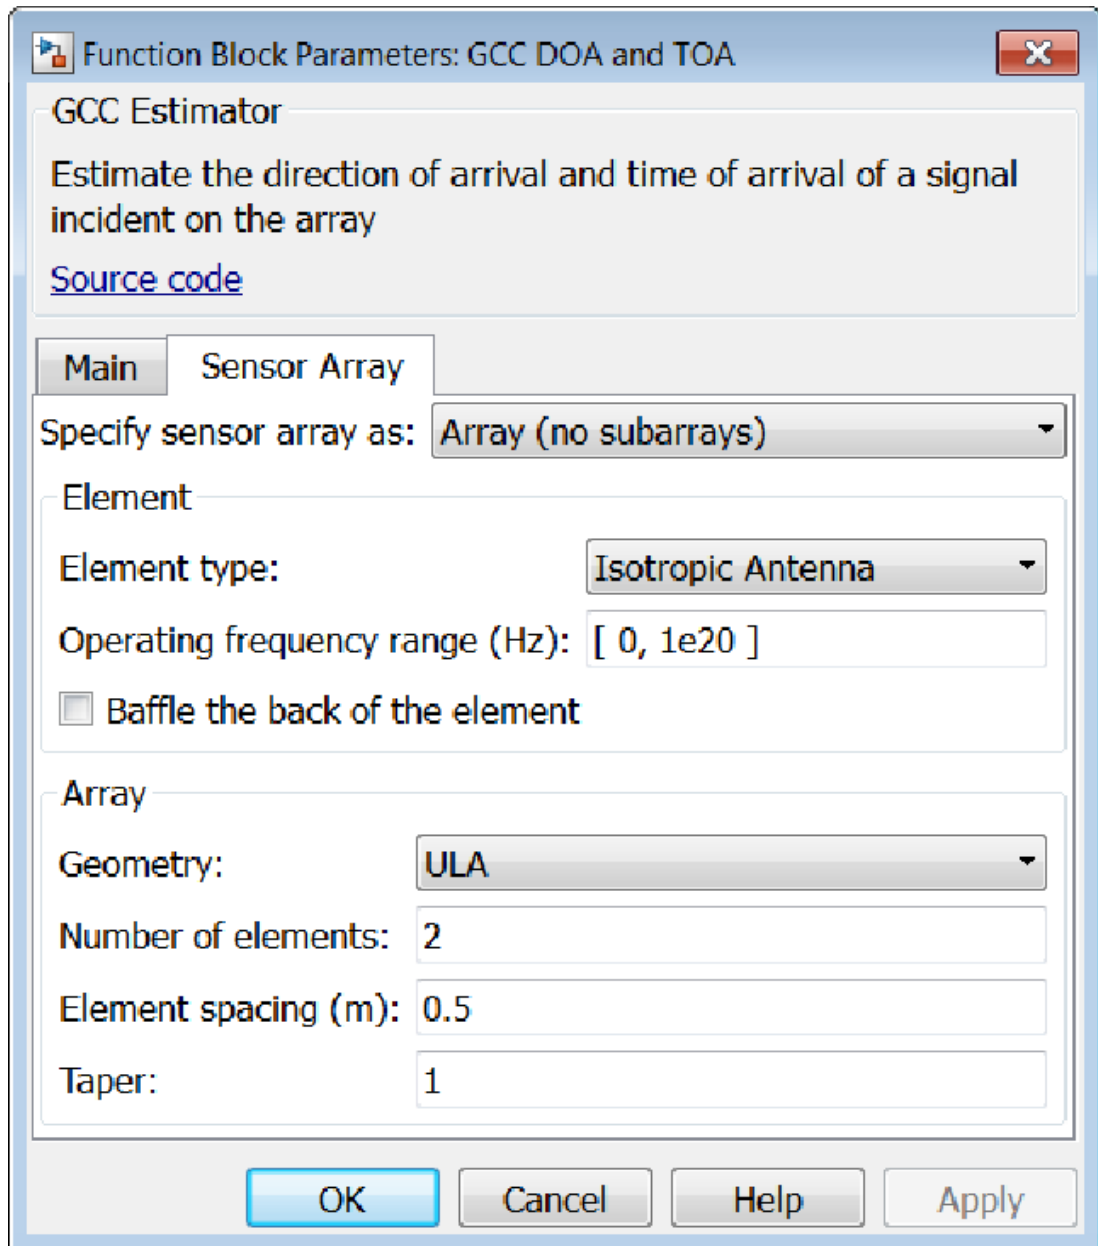 Function Block Parameters: GCC DOA and TOA
GCC Estimator
Estimate the direction of arrival and time of arrival of a signal
incident on the array
Source code
Main Sensor Array
Specify sensor array as: Array (no subarrays)
Element
Element type: Isotropic Antenna
Operating frequency range (Hz): [ 0, 1e20 ]
Baffle the back of the element
Array
Geometry: ULA
Number of elements: 2
Element spacing (m): 0.5
Taper: 1
OK Cancel Help Apply